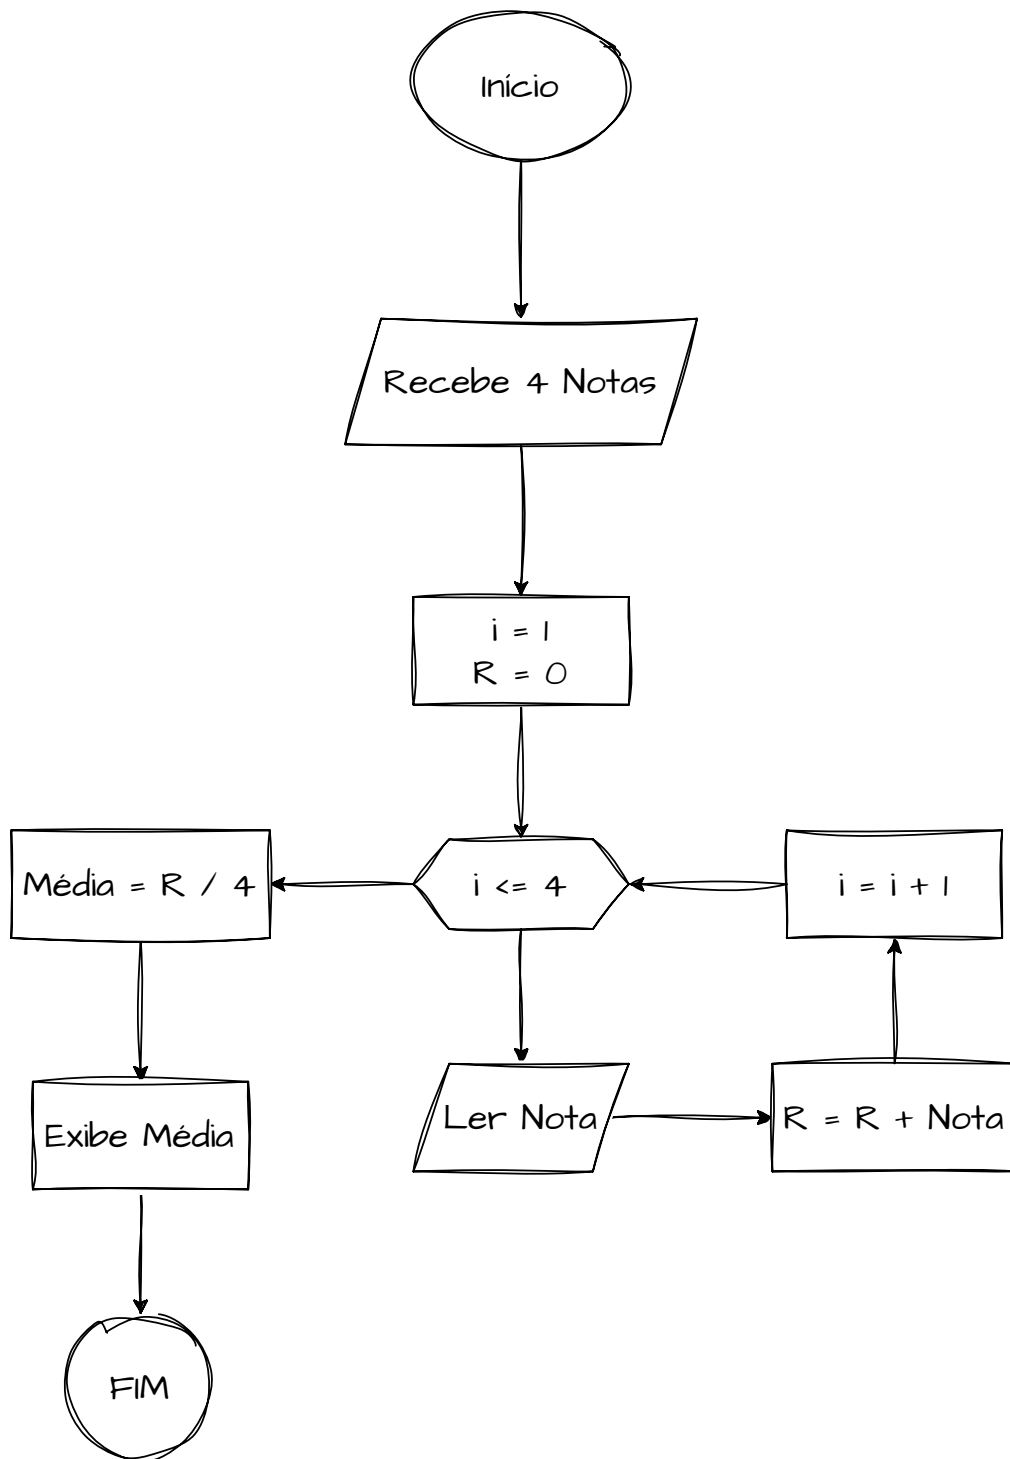 Início
Recebe 4 Notas
i = 1
R = 0
Média = R / 4
i <= 4
i = i + 1
Exibe Média
Ler Nota
R = R + Nota
FIM